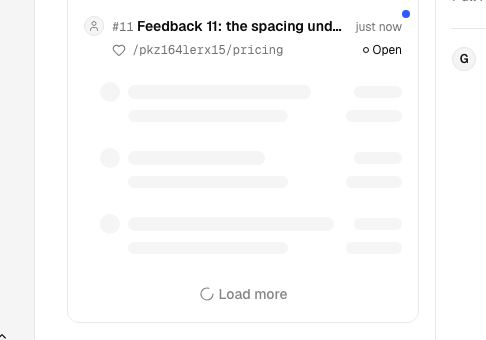 #11 Feedback 11: the spacing und... just now
/pkz164lerx15/pricing Open
G
Load more